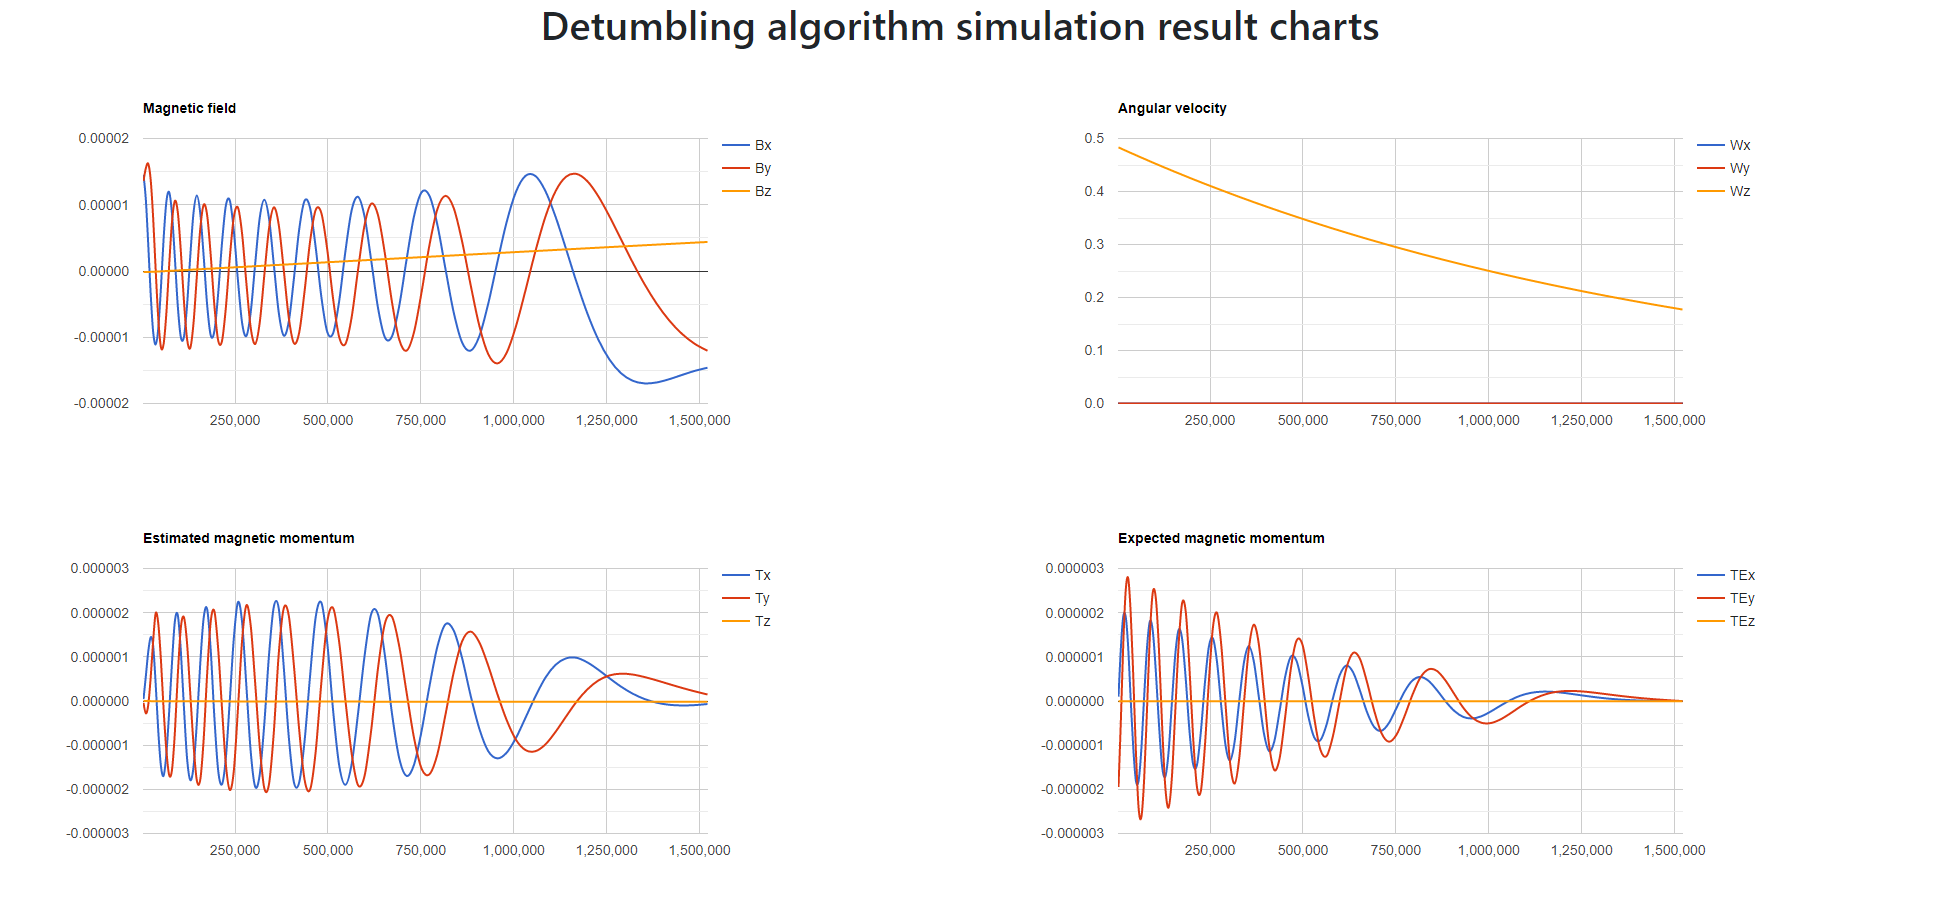 Detumbling algorithm simulation result charts
Magnetic field
0.00002
0.00001
0.00000
-0.00001
-0.00002
250,000 500,000 750,000 1,000,000 1,250,000 1,500,000
Bx
By
Bz
Angular velocity
0.5
0.4
0.3
0.2
0.1
0.0
250,000 500,000 750,000 1,000,000 1,250,000 1,500,000
Wx
Wy
Wz
Estimated magnetic momentum
0.000003
0.000002
0.000001
0.000000
-0.000001
-0.000002
-0.000003
250,000 500,000 750,000 1,000,000 1,250,000 1,500,000
Tx
Ty
Tz
Expected magnetic momentum
0.000003
0.000002
0.000001
0.000000
-0.000001
-0.000002
-0.000003
250,000 500,000 750,000 1,000,000 1,250,000 1,500,000
TEx
TEy
TEz